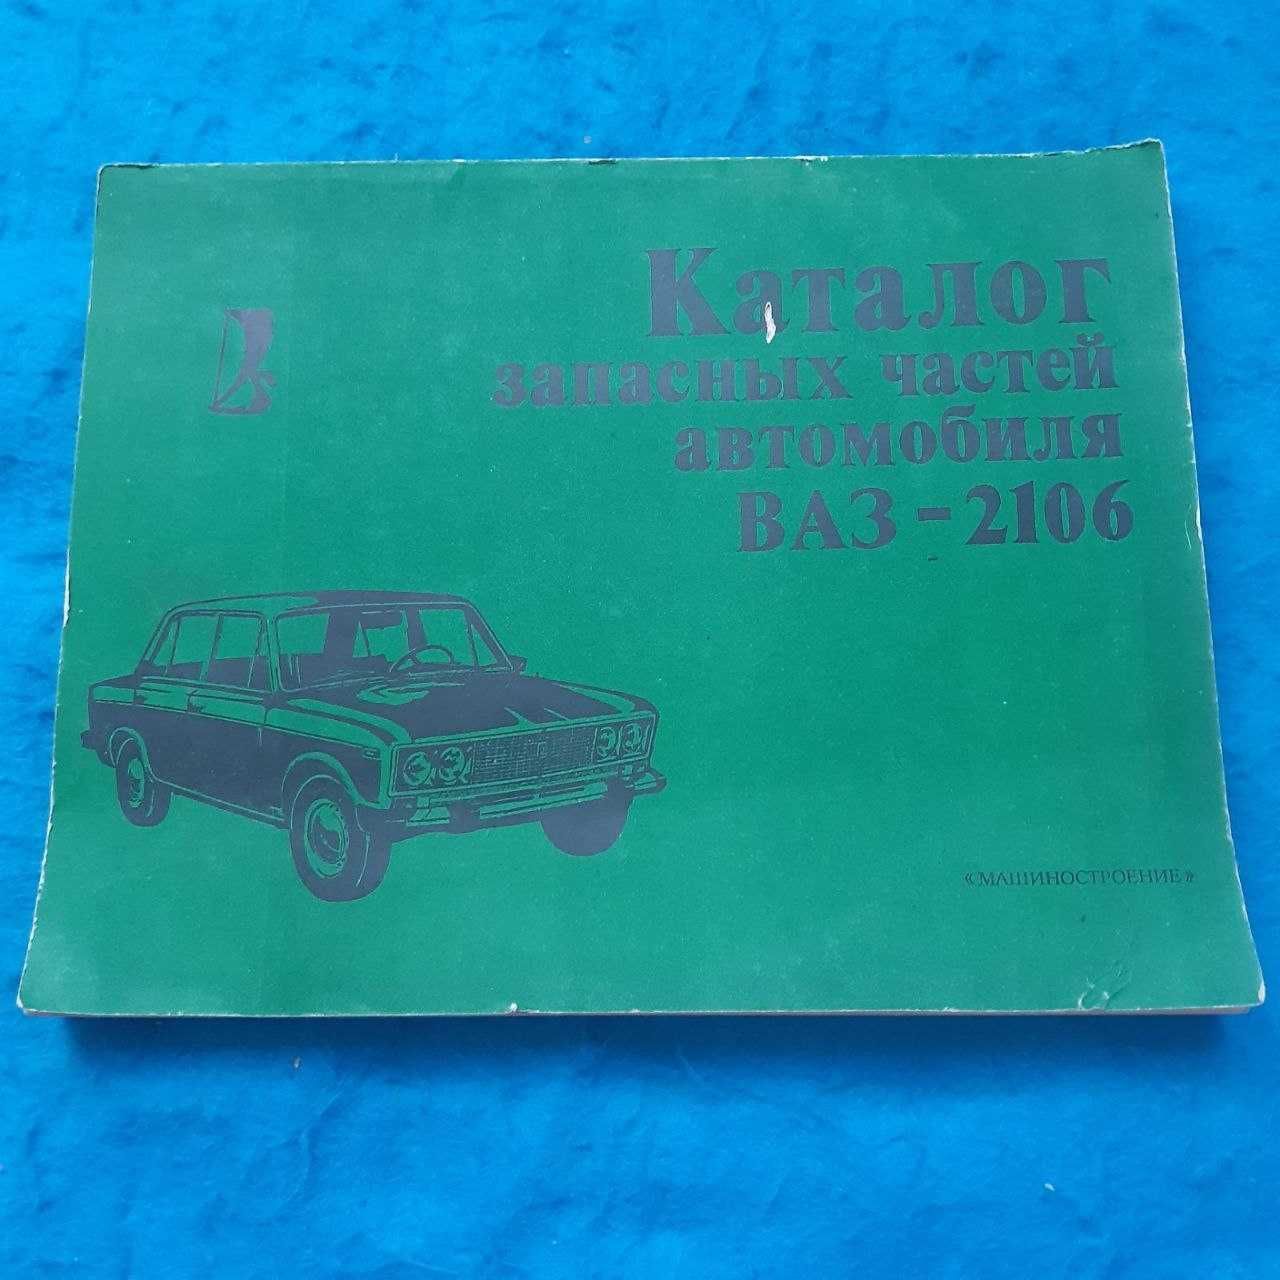 Каталог
запасных частей
автомобиля
ВАЗ-2106
«МАШИНОСТРОЕНИЕ»